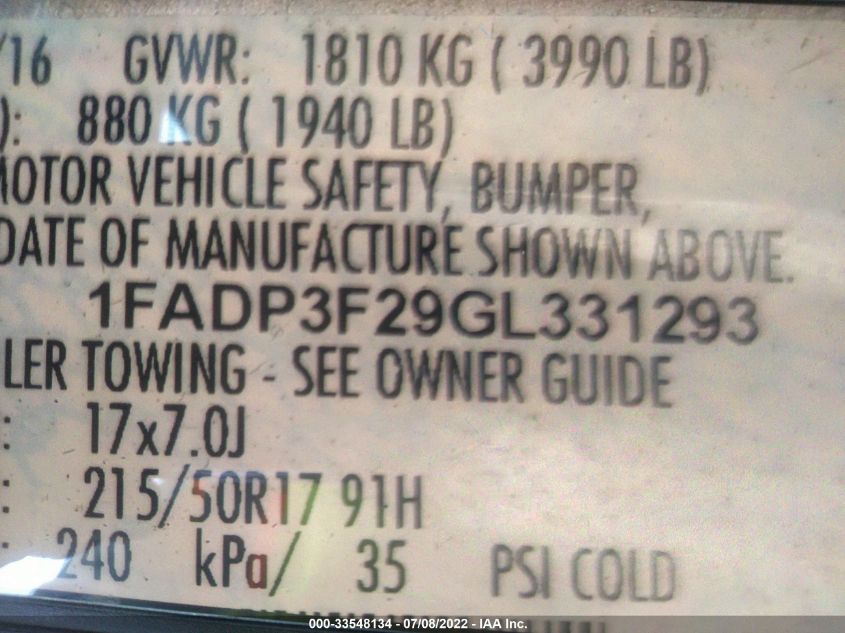 /16 GVWR: 1810 KG ( 3990 LB)
): 880 KG ( 1940 LB)
MOTOR VEHICLE SAFETY, BUMPER,
DATE OF MANUFACTURE SHOWN ABOVE.
1FADP3F29GL331293
LER TOWING - SEE OWNER GUIDE
: 17x7.0J
: 215/50R17 91H
: 240 kPa/ 35 PSI COLD
000-33548134 - 07/08/2022 - IAA Inc.